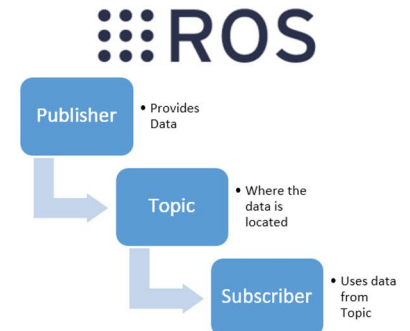 ROS
Publisher
• Provides
Data
Topic
• Where the
data is
located
Subscriber
• Uses data
from
Topic